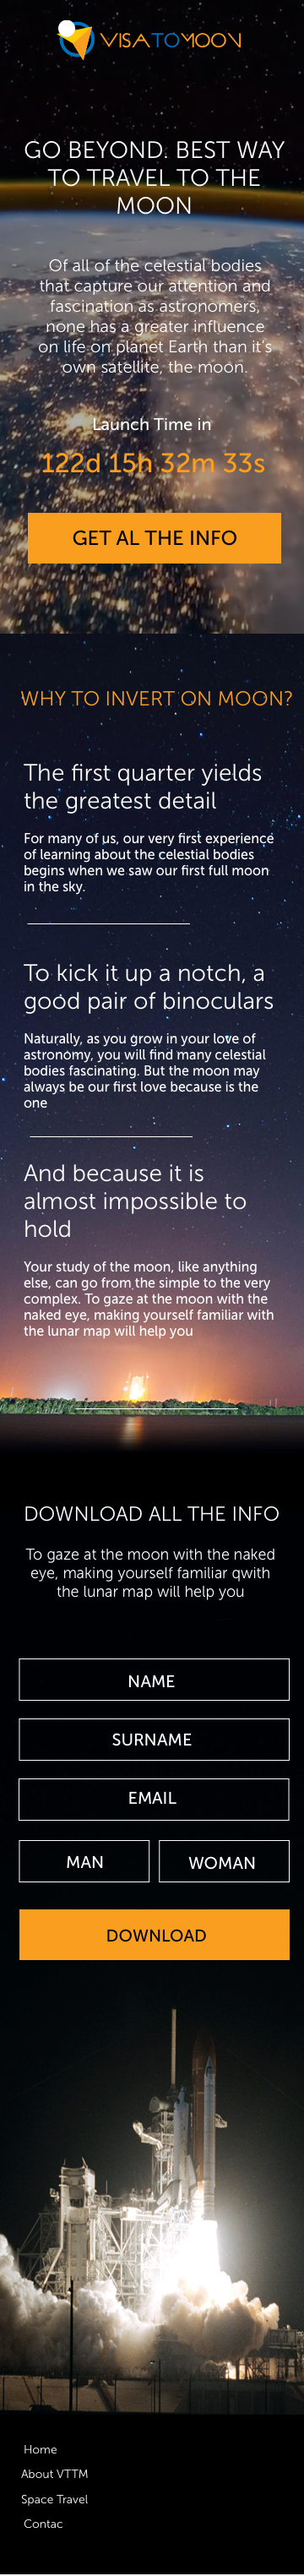 VISATOMOON
GO BEYOND. BEST WAY
TO TRAVEL TO THE
MOON
Of all of the celestial bodies
that capture our attention and
fascination as astronomers,
none has a greater influence
on life on planet Earth than it's
own satellite, the moon.
Launch Time in
122d 15h 32m 33s
GET AL THE INFO
WHY TO INVERT ON MOON?
The first quarter yields
the greatest detail
For many of us, our very first experience
of learning about the celestial bodies
begins when we saw our first full moon
in the sky.
To kick it up a notch, a
good pair of binoculars
Naturally, as you grow in your love of
astronomy, you will find many celestial
bodies fascinating. But the moon may
always be our first love because is the
one
And because it is
almost impossible to
hold
Your study of the moon, like anything
else, can go from the simple to the very
complex. To gaze at the moon with the
naked eye, making yourself familiar with
the lunar map will help you
DOWNLOAD ALL THE INFO
To gaze at the moon with the naked
eye, making yourself familiar qwith
the lunar map will help you
NAME
SURNAME
EMAIL
MAN WOMAN
DOWNLOAD
Home
About VTTM
Space Travel
Contac